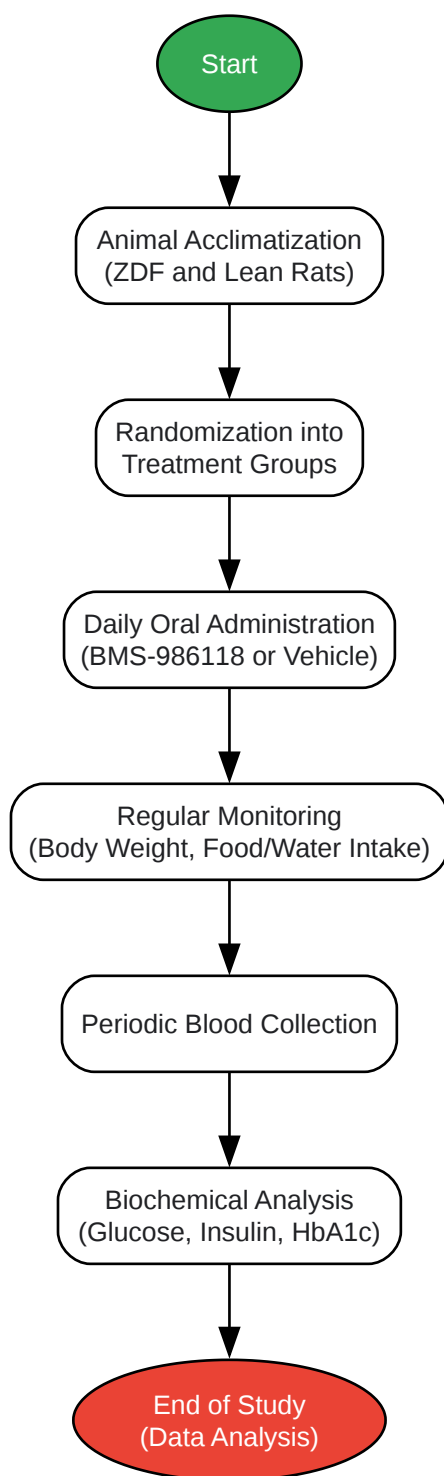 Start
Animal Acclimatization
(ZDF and Lean Rats)
Randomization into
Treatment Groups
Daily Oral Administration
(BMS-986118 or Vehicle)
Regular Monitoring
(Body Weight, Food/Water Intake)
Periodic Blood Collection
Biochemical Analysis
(Glucose, Insulin, HbA1c)
End of Study
(Data Analysis)